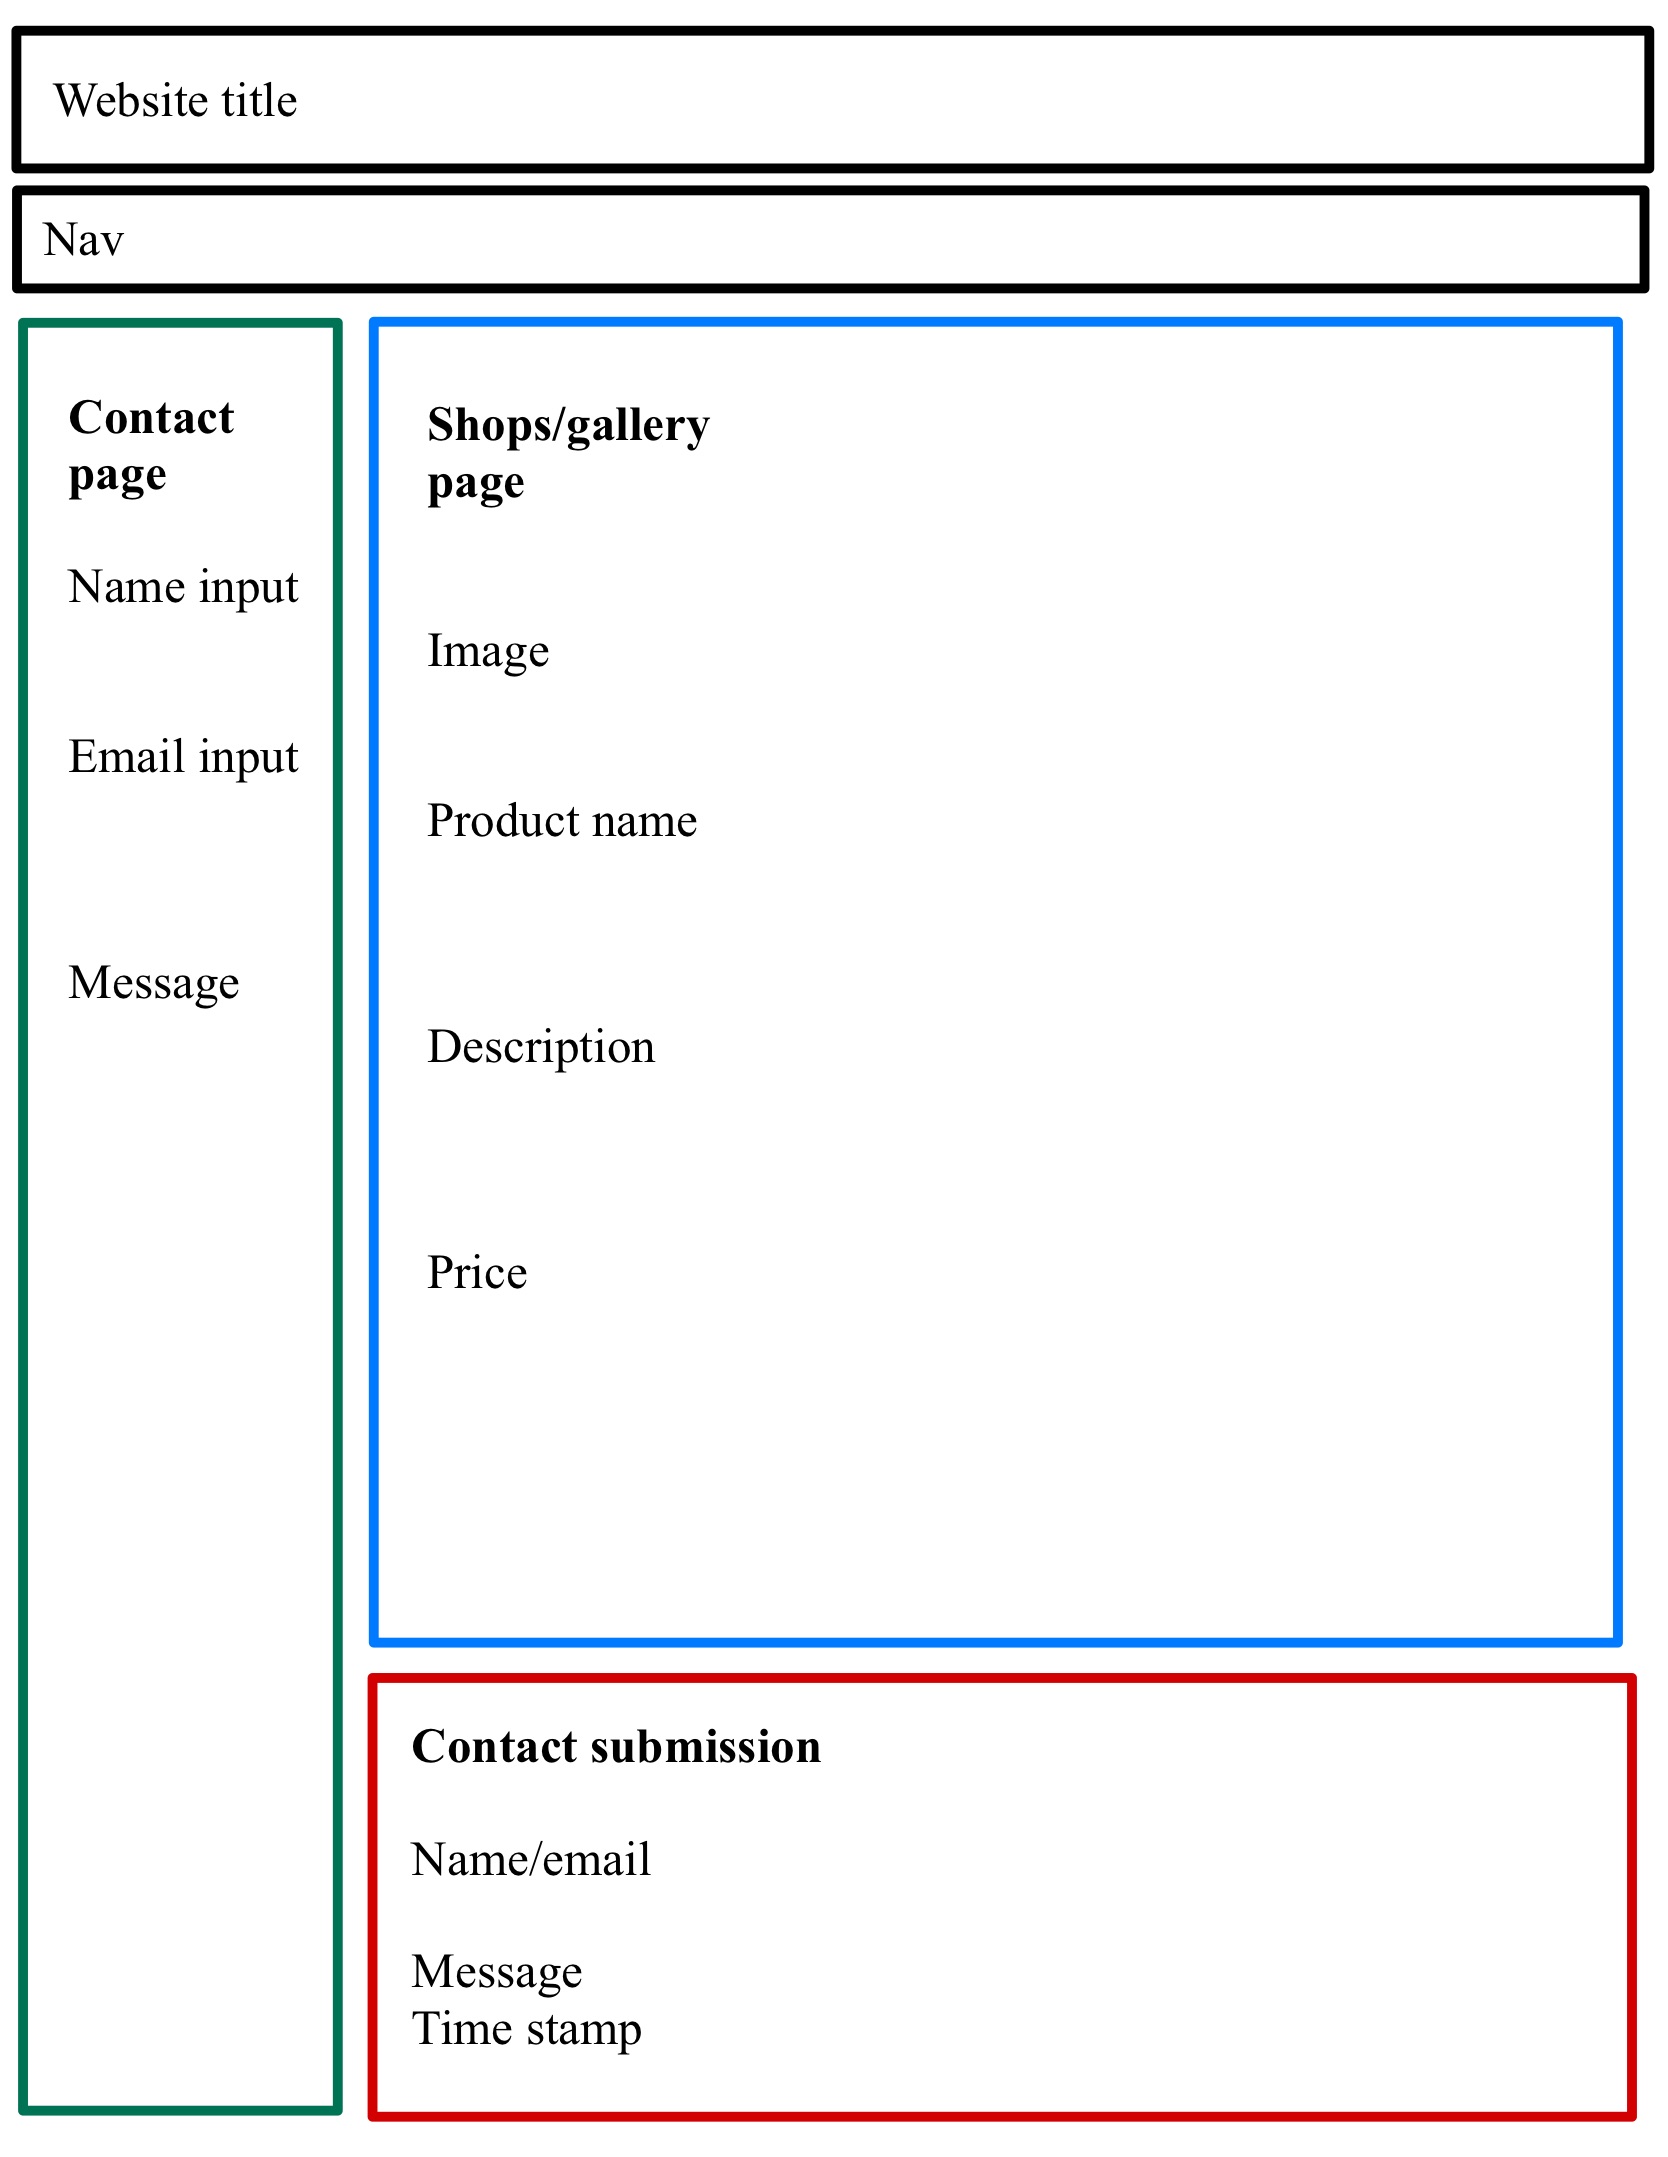 Website title
Nav
Contact
page
Name input
Email input
Message
Shops/gallery
page
Image
Product name
Description
Price
Contact submission
Name/email
Message
Time stamp